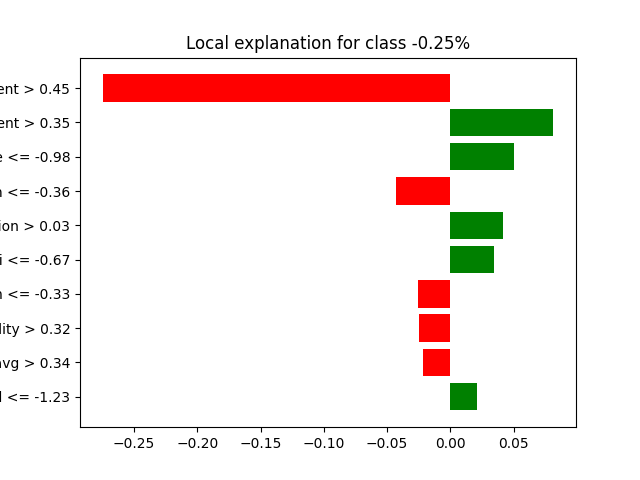 Local explanation for class -0.25%
ent > 0.45
ent > 0.35
e <= -0.98
<= -0.36
ion > 0.03
i <= -0.67
<= -0.33
lity > 0.32
avg > 0.34
<= -1.23
−0.25 −0.20 −0.15 −0.10 −0.05 0.00 0.05